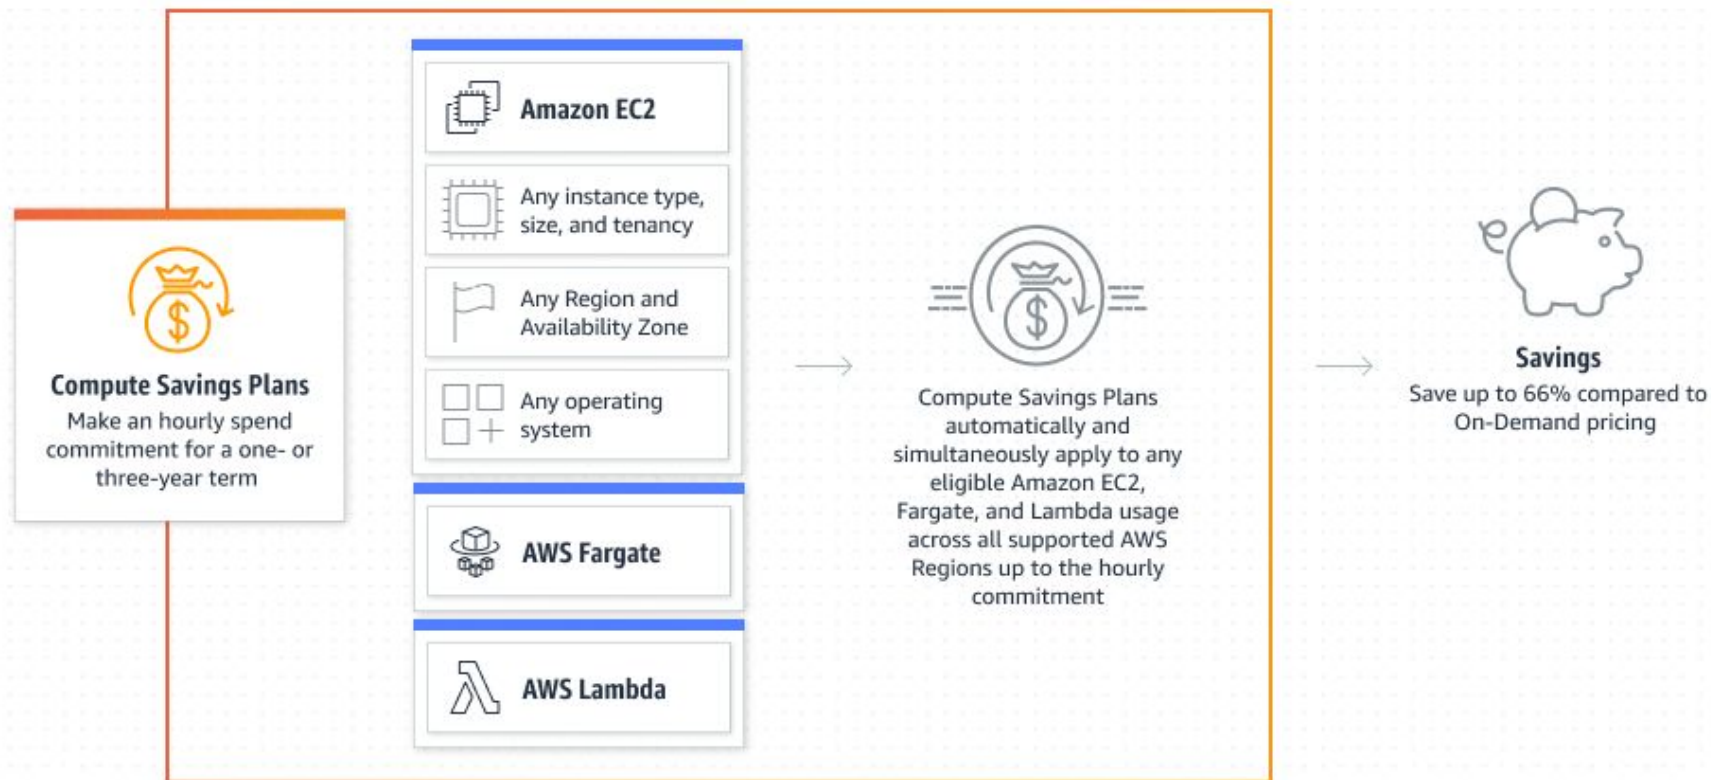 Compute Savings Plans
Make an hourly spend
commitment for a one- or
three-year term
Amazon EC2
Any instance type,
size, and tenancy
Any Region and
Availability Zone
Any operating
system
AWS Fargate
AWS Lambda
Compute Savings Plans
automatically and
simultaneously apply to any
eligible Amazon EC2,
Fargate, and Lambda usage
across all supported AWS
Regions up to the hourly
commitment
Savings
Save up to 66% compared to
On-Demand pricing